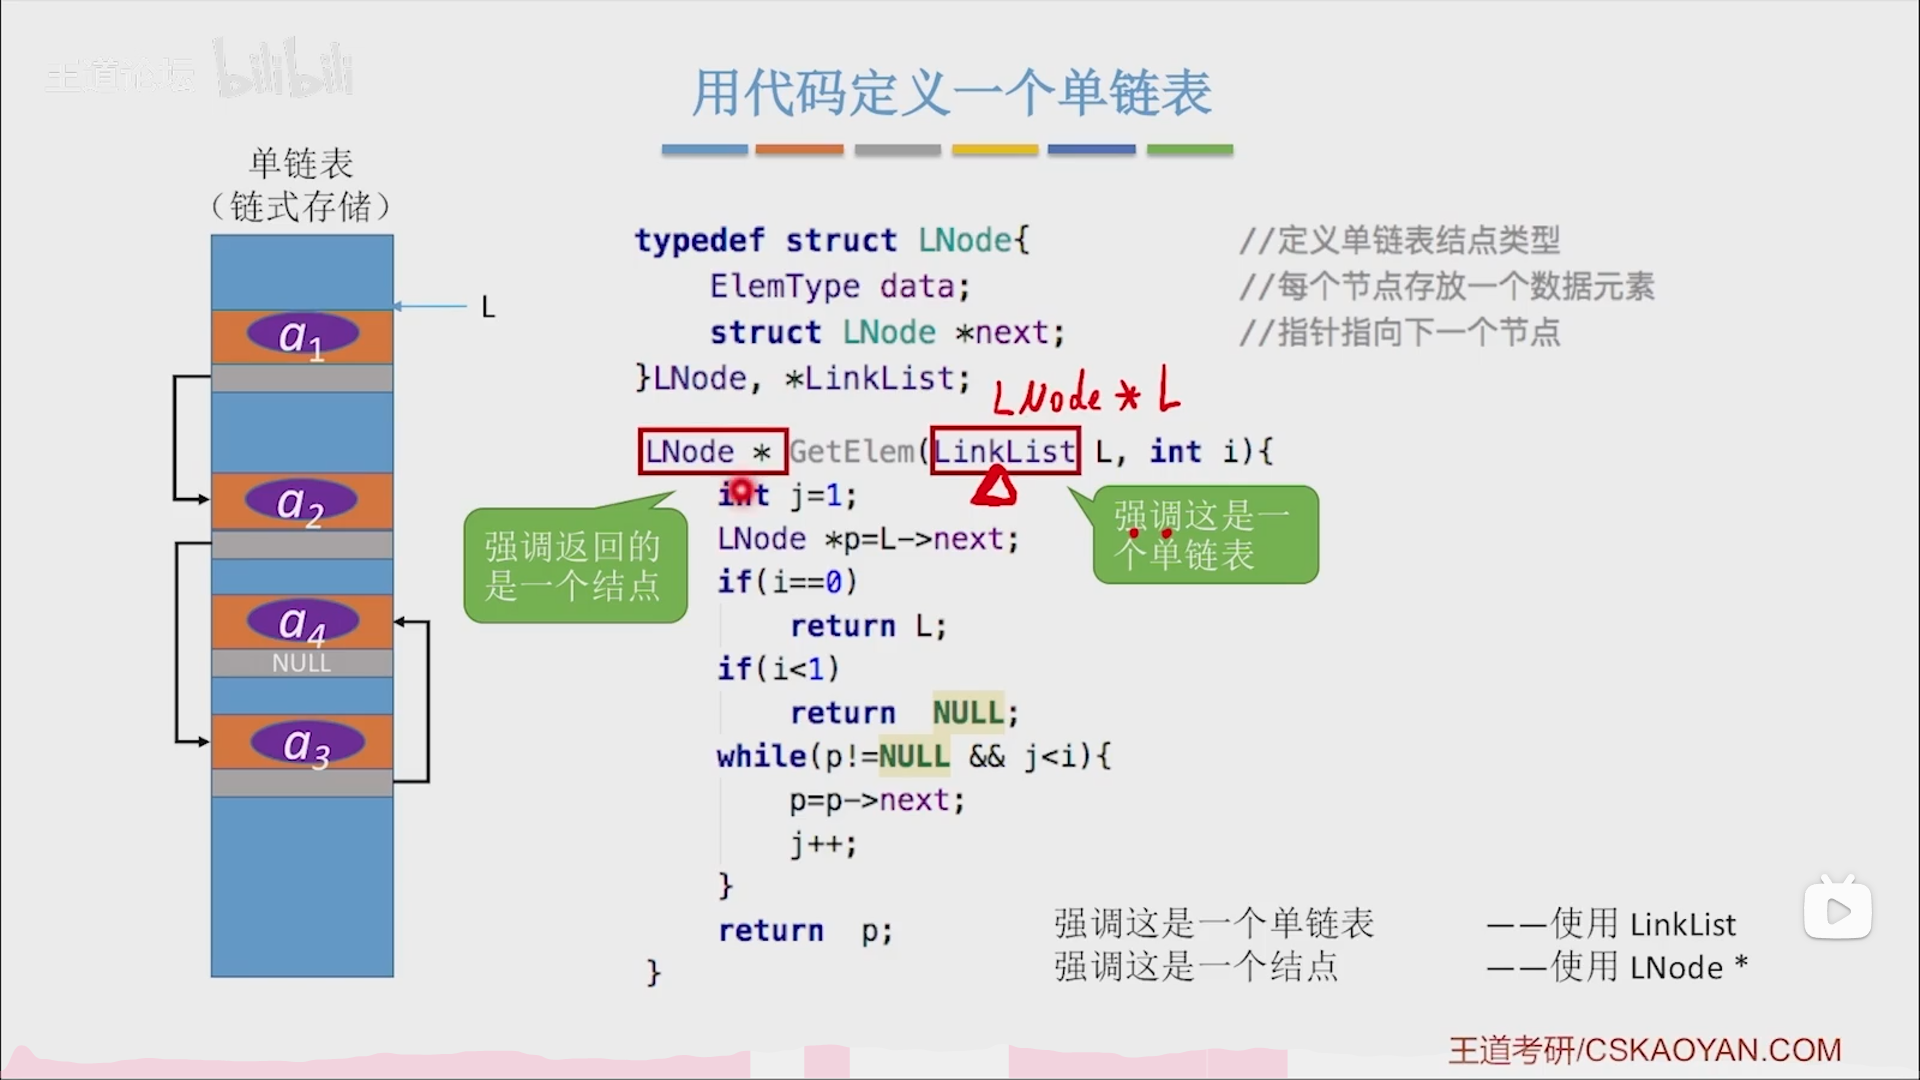 王道论坛 bilibili
用代码定义一个单链表
单链表
（链式存储）
L
a1
a2
a4
NULL
a3
typedef struct LNode{ //定义单链表结点类型
ElemType data; //每个节点存放一个数据元素
struct LNode *next; //指针指向下一个节点
}LNode, *LinkList;
LNode * L
LNode * GetElem(LinkList L, int i){
int j=1;
LNode *p=L->next;
if(i==0)
return L;
if(i<1)
return NULL;
while(p!=NULL && j<i){
p=p->next;
j++;
}
return p;
}
强调返回的
是一个结点
强调这是一
个单链表
强调这是一个单链表 ——使用 LinkList
强调这是一个结点 ——使用 LNode *
王道考研/CSKAOYAN.COM